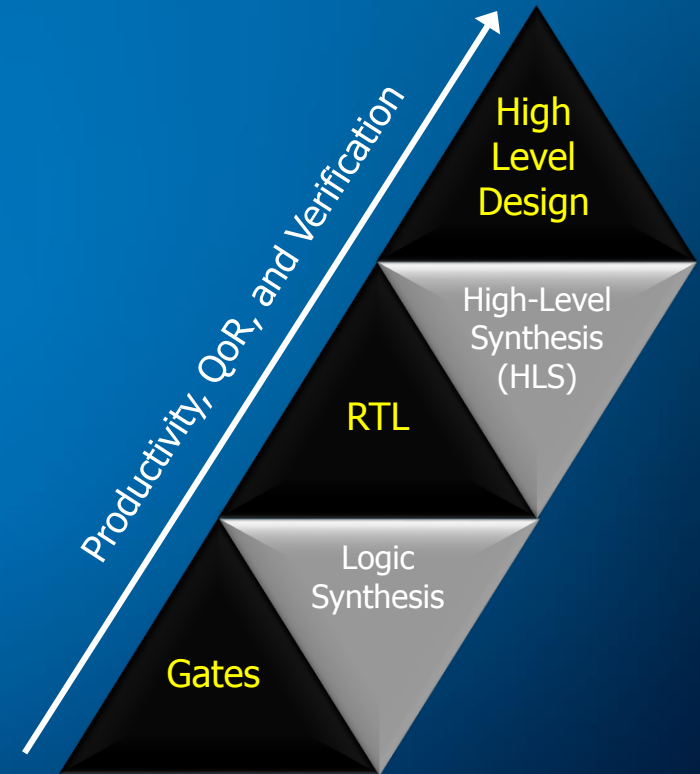 High
Level
Design
High-Level
Synthesis
(HLS)
Productivity, QoR, and Verification
RTL
Logic
Synthesis
Gates